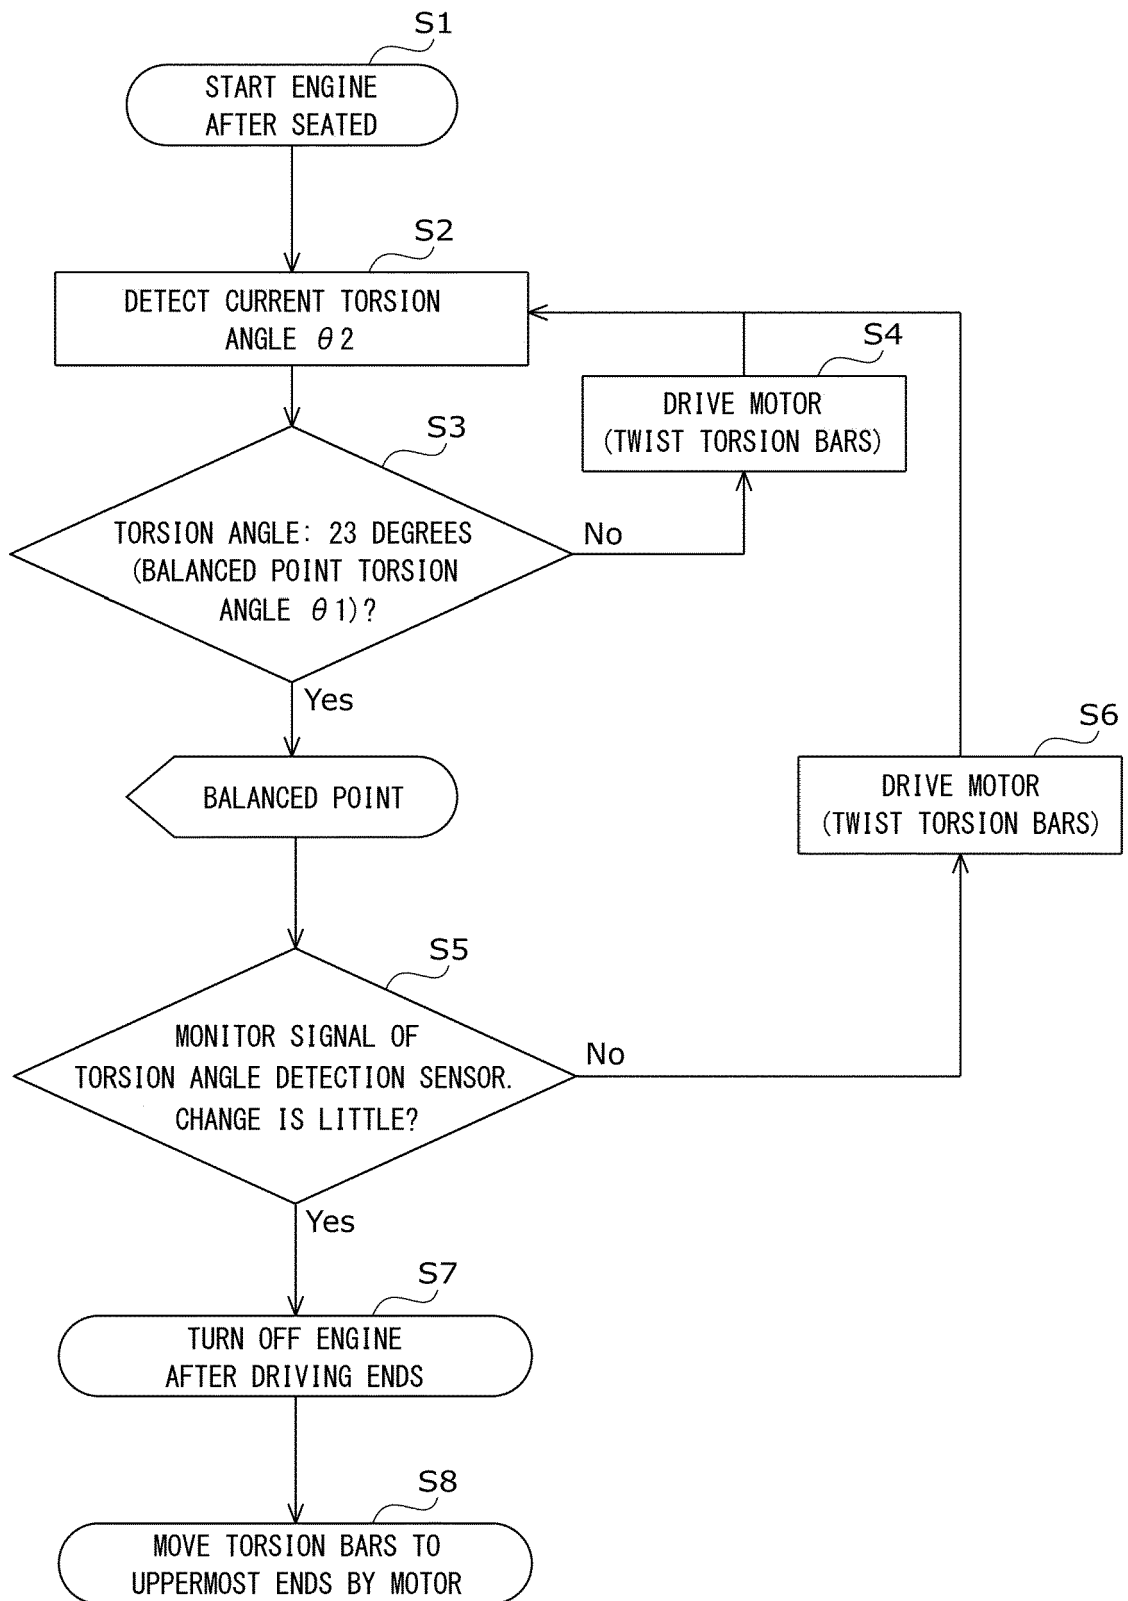 S1
START ENGINE
AFTER SEATED
S2
DETECT CURRENT TORSION
ANGLE θ2
S4
DRIVE MOTOR
(TWIST TORSION BARS)
S3
TORSION ANGLE: 23 DEGREES
(BALANCED POINT TORSION
ANGLE θ1)?
No
Yes
BALANCED POINT
S6
DRIVE MOTOR
(TWIST TORSION BARS)
S5
MONITOR SIGNAL OF
TORSION ANGLE DETECTION SENSOR.
CHANGE IS LITTLE?
No
Yes
S7
TURN OFF ENGINE
AFTER DRIVING ENDS
S8
MOVE TORSION BARS TO
UPPERMOST ENDS BY MOTOR